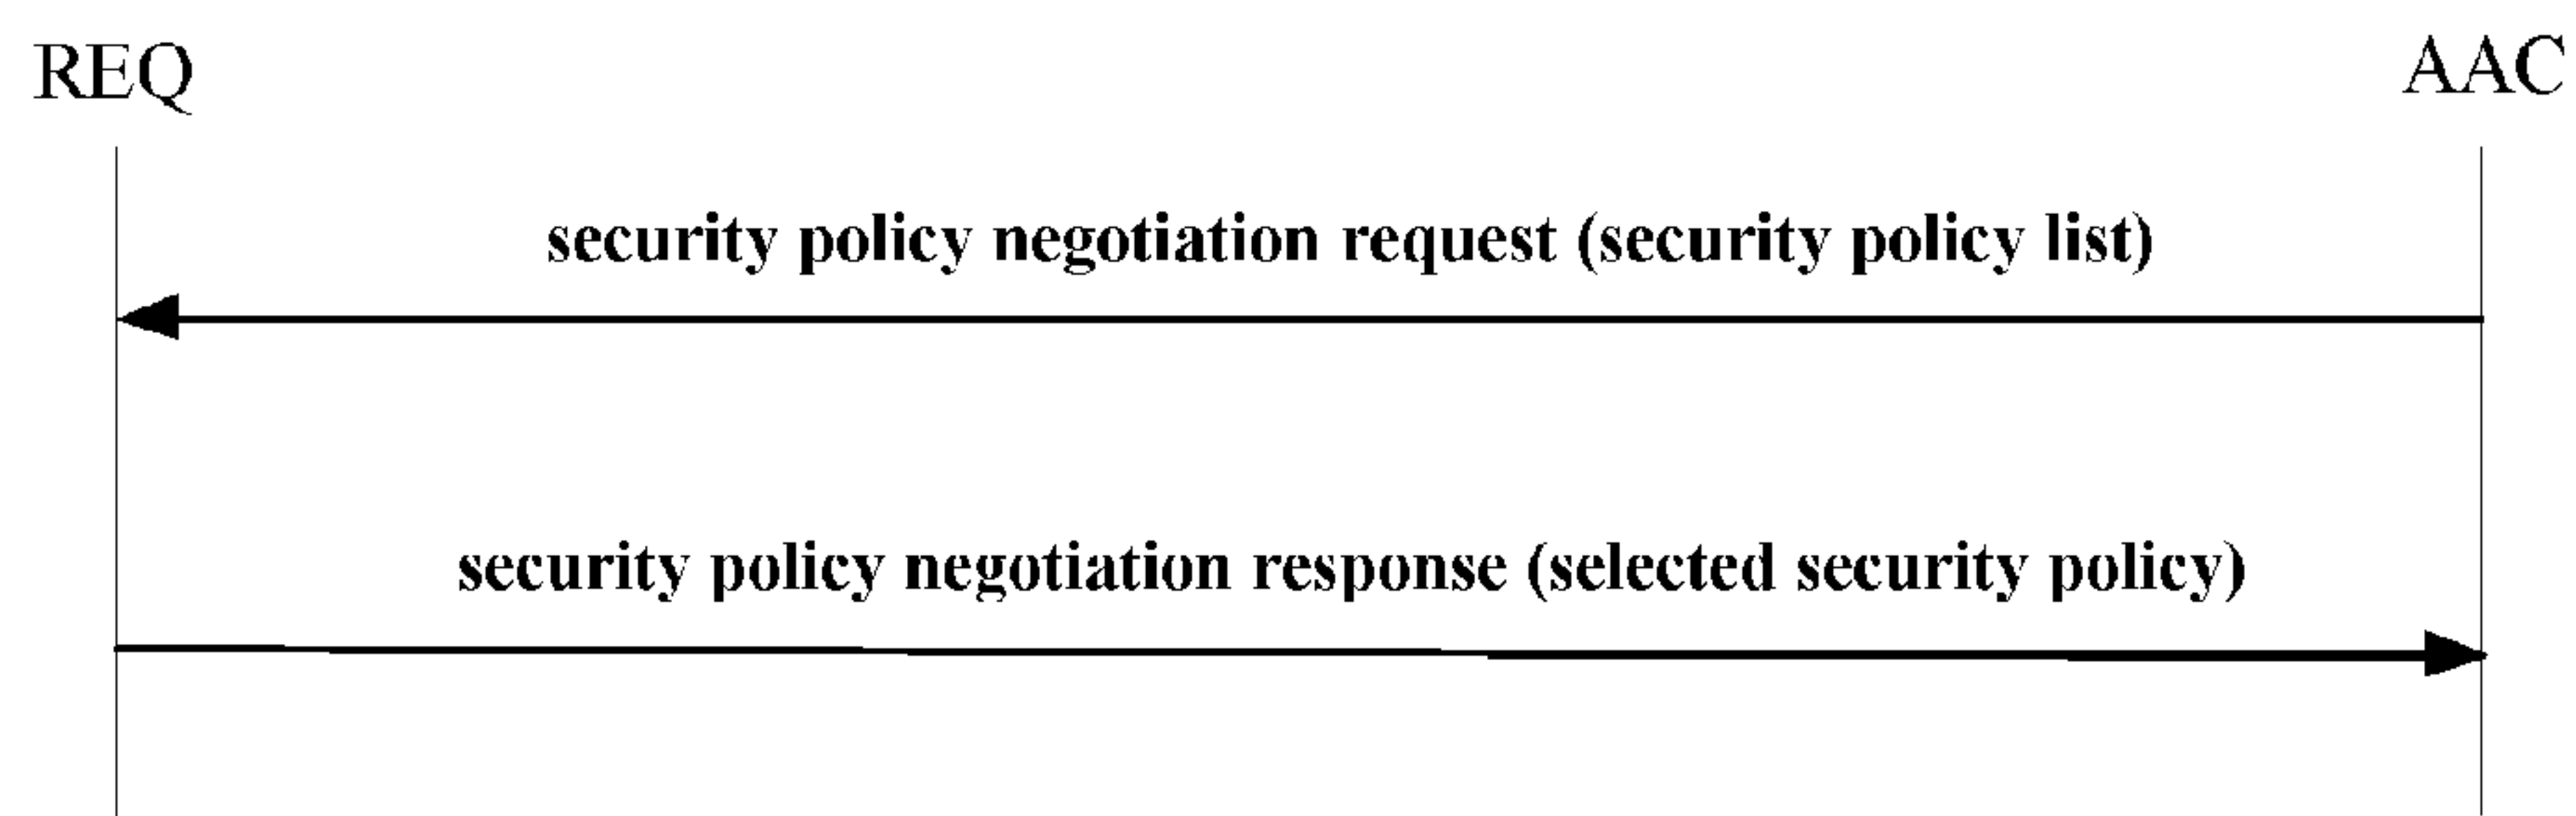 REQ AAC
security policy negotiation request (security policy list)
security policy negotiation response (selected security policy)